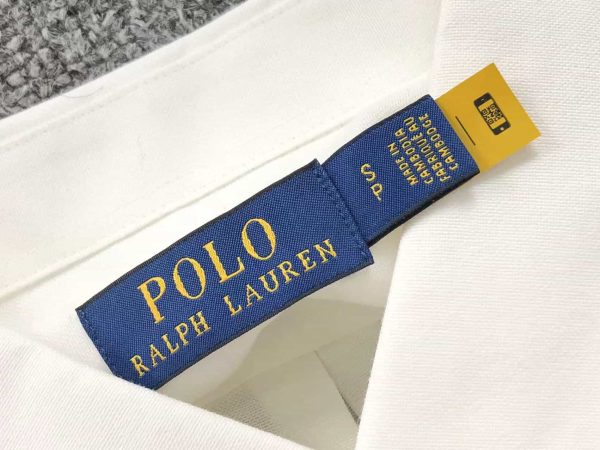 POLO
RALPH LAUREN
S
P
MADE IN
CAMBODIA
FABRIQUÉ AU
CAMBODGE